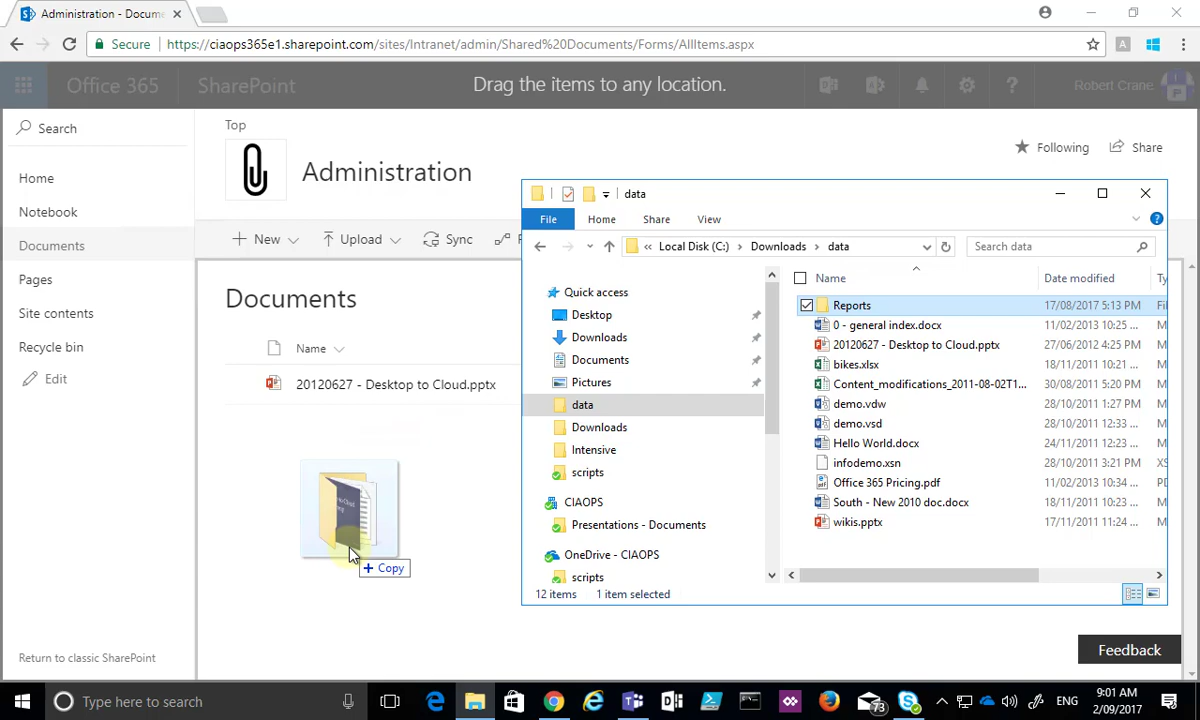 Administration - Docume
Secure
https://ciaops365e1.sharepoint.com/sites/Intranet/admin/Shared%20Documents/Forms/AllItems.aspx
A
Office 365
SharePoint
Drag the items to any location.
?
Robert Crane
Search
Home
Notebook
Documents
Pages
Site contents
Recycle bin
Edit
Return to classic SharePoint
Top
Administration
Following
Share
New
Upload
Sync
Documents
Name
20120627 - Desktop to Cloud.pptx
+ Copy
data
File
Home
Share
View
« Local Disk (C:) > Downloads > data
Search data
Quick access
Desktop
Downloads
Documents
Pictures
data
Downloads
Intensive
scripts
CIAOPS
Presentations - Documents
OneDrive - CIAOPS
scripts
Name
Date modified
Ty
Reports 17/08/2017 5:13 PM Fil
0 - general index.docx 11/02/2013 10:25 ... M
20120627 - Desktop to Cloud.pptx 27/06/2012 4:25 PM M
bikes.xlsx 18/11/2011 10:21 ... M
Content_modifications_2011-08-02T1... 30/08/2011 5:20 PM M
demo.vdw 28/10/2011 1:27 PM M
demo.vsd 28/10/2011 12:33 ... M
Hello World.docx 24/11/2011 12:23 ... M
infodemo.xsn 28/10/2011 3:21 PM XS
Office 365 Pricing.pdf 11/02/2013 10:34 ... PD
South - New 2010 doc.docx 18/11/2011 10:23 ... M
wikis.pptx 17/11/2011 11:24 ... M
12 items
1 item selected
Feedback
Type here to search
73
ENG
9:01 AM
2/09/2017